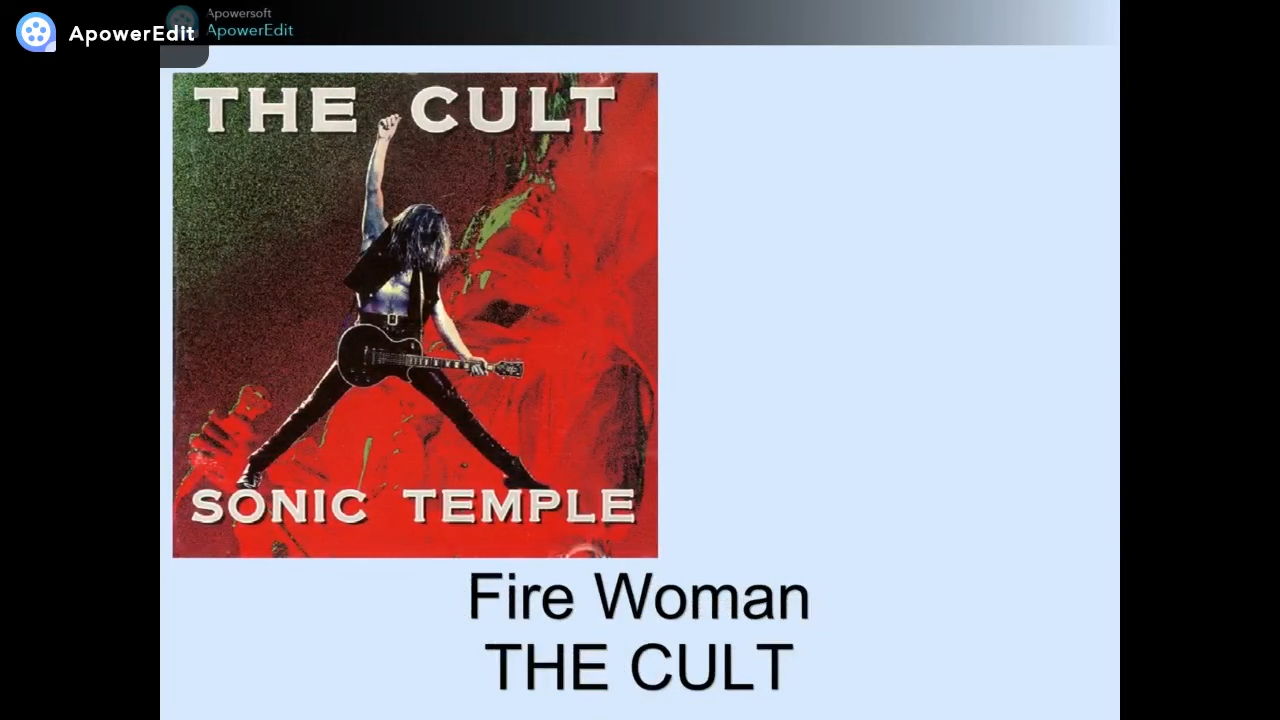 Apowersoft
ApowerEdit
ApowerEdit
THE CULT
SONIC TEMPLE
Fire Woman
THE CULT